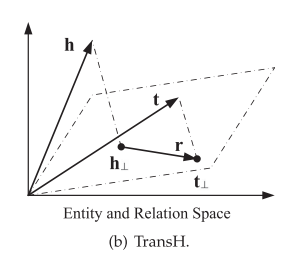 h
t
r
h⊥
t⊥
Entity and Relation Space
(b) TransH.